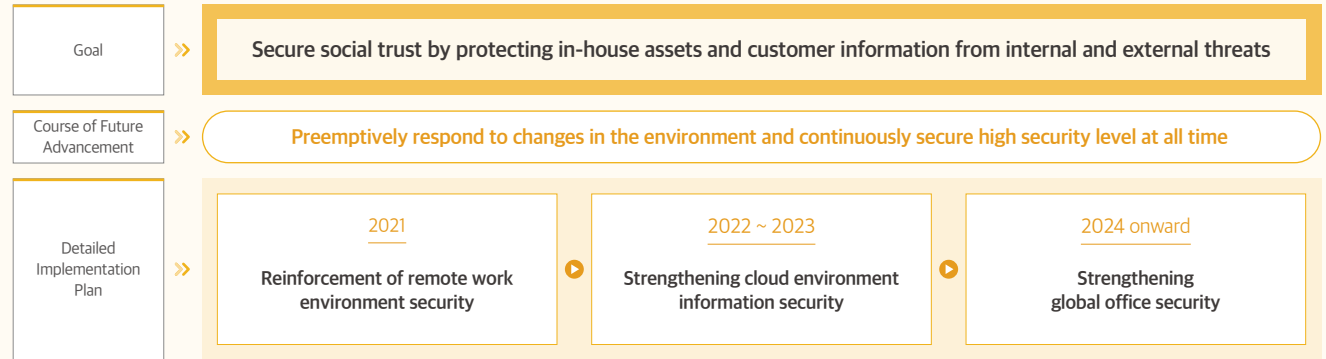 Goal
Secure social trust by protecting in-house assets and customer information from internal and external threats
Course of Future
Advancement
Preemptively respond to changes in the environment and continuously secure high security level at all time
Detailed
Implementation
Plan
2021
Reinforcement of remote work
environment security
2022 ~ 2023
Strengthening cloud environment
information security
2024 onward
Strengthening
global office security